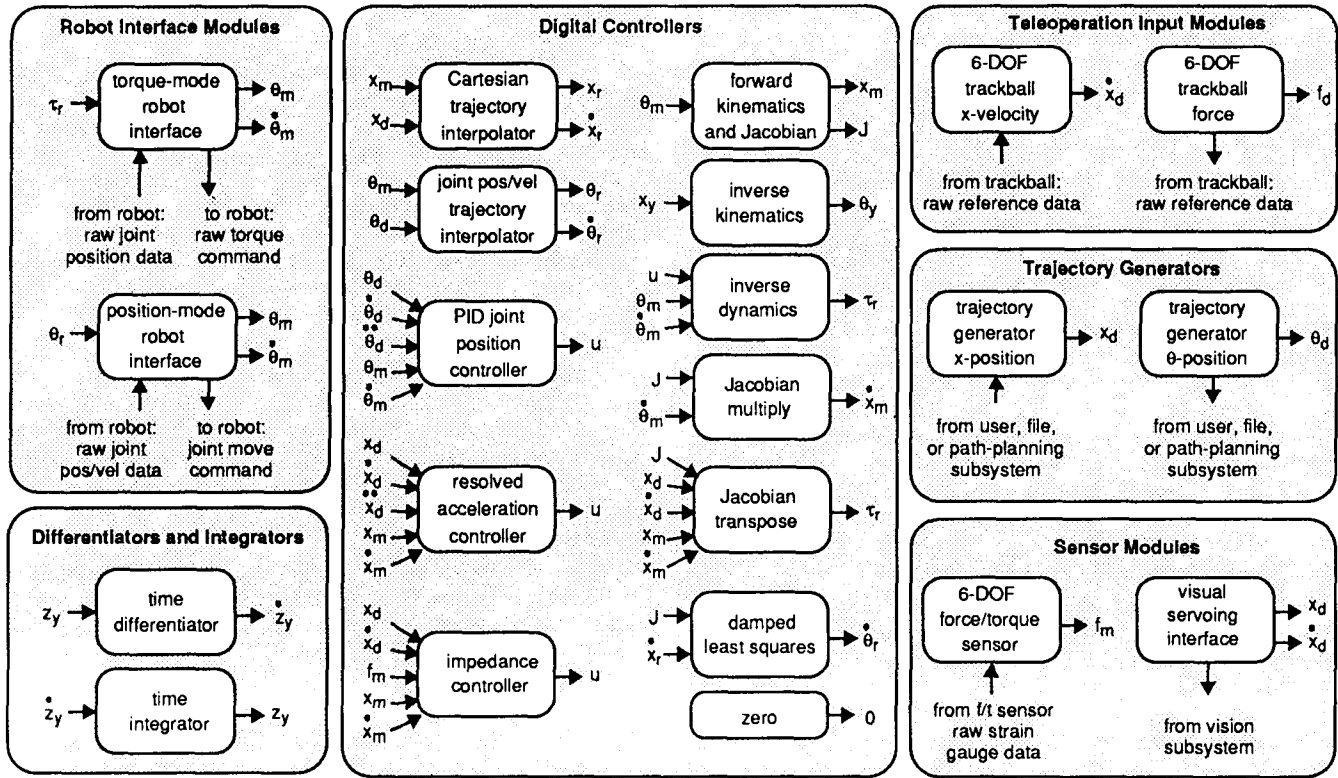 Robot Interface Modules
τr
torque-mode
robot
interface
θm
θ̇m
from robot:
raw joint
position data
to robot:
raw torque
command
θr
position-mode
robot
interface
θm
θ̇m
from robot:
raw joint
pos/vel data
to robot:
joint move
command
Differentiators and Integrators
zy
time
differentiator
ży
ży
time
integrator
zy
Digital Controllers
xm
xd
Cartesian
trajectory
interpolator
xr
ẋr
θm
θd
joint pos/vel
trajectory
interpolator
θr
θ̇r
θd
θ̇d
θ̈d
θm
θ̇m
PID joint
position
controller
u
xd
ẋd
ẍd
xm
ẋm
resolved
acceleration
controller
u
xd
ẋd
fm
xm
ẋm
impedance
controller
u
θm
forward
kinematics
and Jacobian
xm
J
xy
inverse
kinematics
θy
u
θm
θ̇m
inverse
dynamics
τr
J
θ̇m
Jacobian
multiply
ẋm
J
xd
ẋd
xm
ẋm
Jacobian
transpose
τr
J
ẋr
damped
least squares
θ̇r
zero
0
Teleoperation Input Modules
6-DOF
trackball
x-velocity
ẋd
from trackball:
raw reference data
6-DOF
trackball
force
fd
from trackball:
raw reference data
Trajectory Generators
trajectory
generator
x-position
xd
from user, file,
or path-planning
subsystem
trajectory
generator
θ-position
θd
from user, file,
or path-planning
subsystem
Sensor Modules
6-DOF
force/torque
sensor
fm
from f/t sensor
raw strain
gauge data
visual
servoing
interface
xd
ẋd
from vision
subsystem